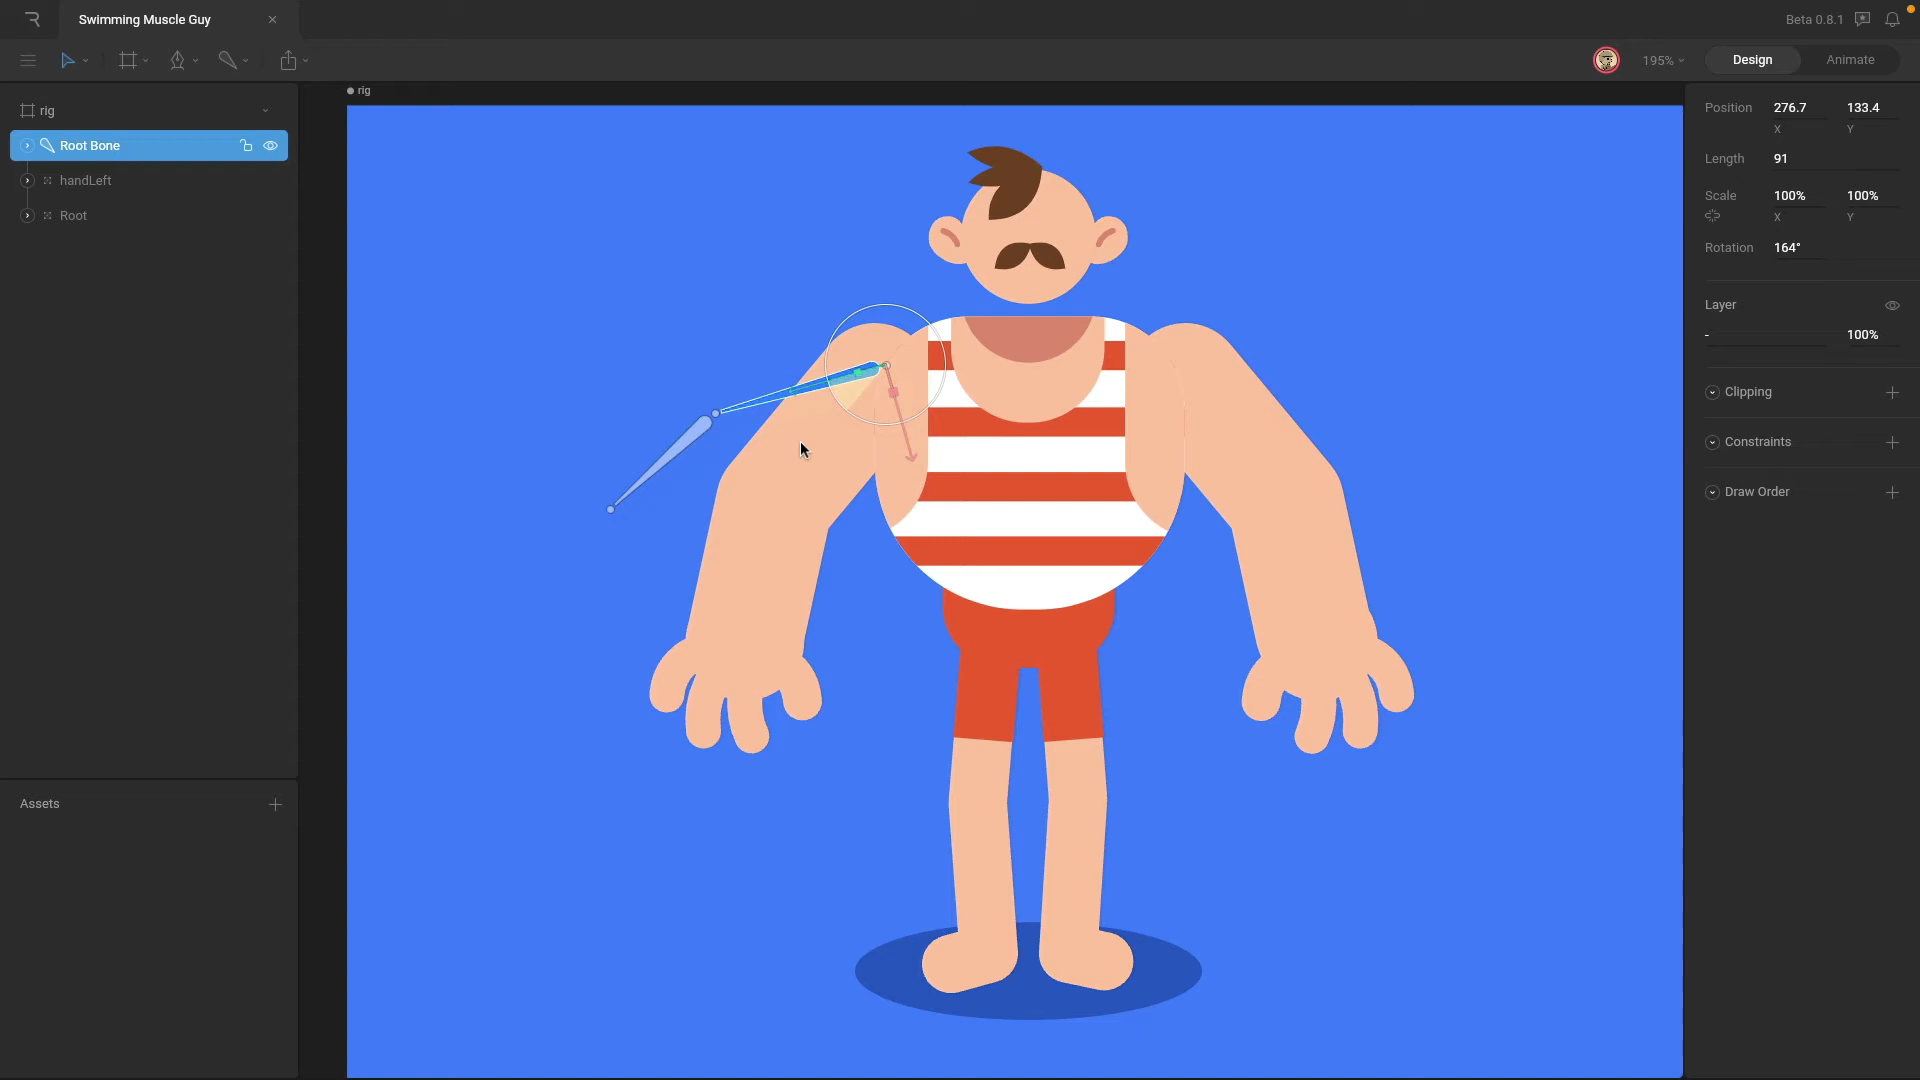 Swimming Muscle Guy
Beta 0.8.1
195%
Design
Animate
rig
Root Bone
handLeft
Root
Assets
rig
Position 276.7 133.4
X Y
Length 91
Scale 100% 100%
X Y
Rotation 164°
Layer
- 100%
Clipping
Constraints
Draw Order